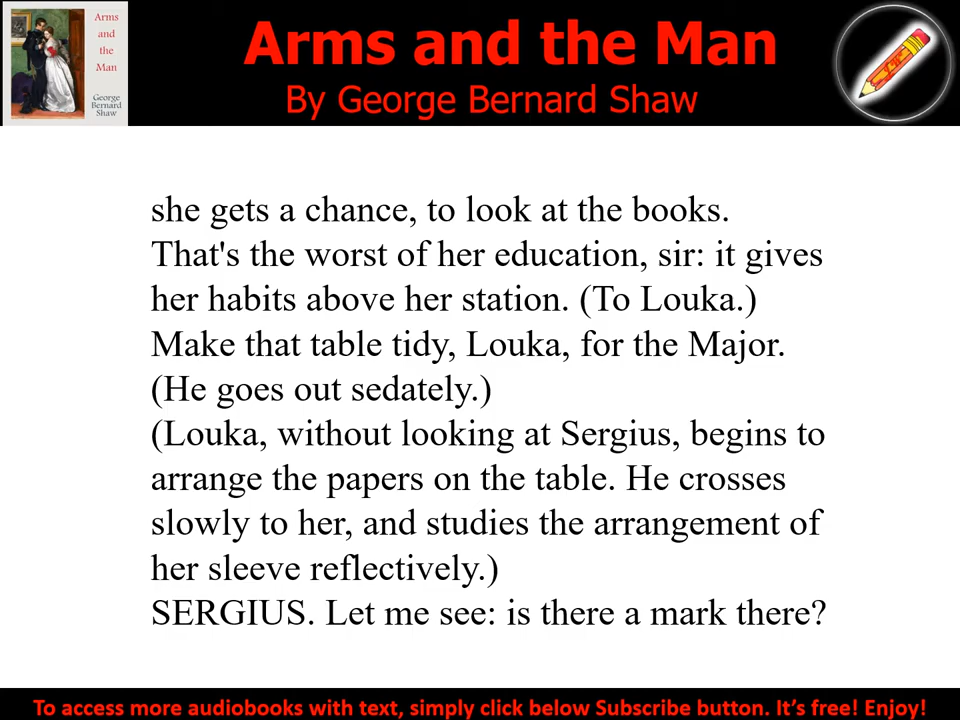 Arms
and
the
Man
George
Bernard
Shaw
Arms and the Man
By George Bernard Shaw
she gets a chance, to look at the books.
That's the worst of her education, sir: it gives
her habits above her station. (To Louka.)
Make that table tidy, Louka, for the Major.
(He goes out sedately.)
(Louka, without looking at Sergius, begins to
arrange the papers on the table. He crosses
slowly to her, and studies the arrangement of
her sleeve reflectively.)
SERGIUS. Let me see: is there a mark there?
To access more audiobooks with text, simply click below Subscribe button. It's free! Enjoy!